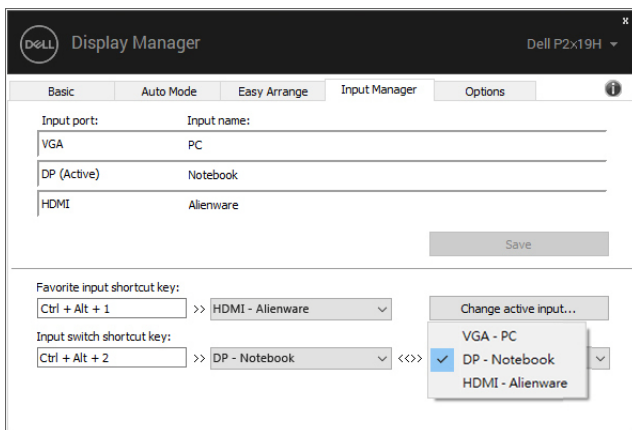 x
DELL Display Manager Dell P2x19H
Basic Auto Mode Easy Arrange Input Manager Options i
Input port: Input name:
VGA PC
DP (Active) Notebook
HDMI Alienware
Save
Favorite input shortcut key:
Ctrl + Alt + 1 >> HDMI - Alienware Change active input...
Input switch shortcut key:
Ctrl + Alt + 2 >> DP - Notebook <<>>
VGA - PC
DP - Notebook
HDMI - Alienware